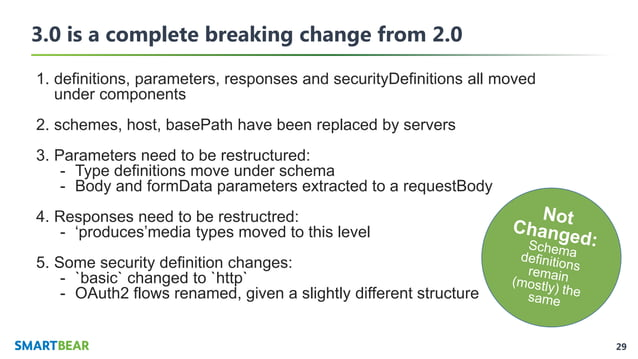 3.0 is a complete breaking change from 2.0
1. definitions, parameters, responses and securityDefinitions all moved
under components
2. schemes, host, basePath have been replaced by servers
3. Parameters need to be restructured:
- Type definitions move under schema
- Body and formData parameters extracted to a requestBody
4. Responses need to be restructred:
- ‘produces’media types moved to this level
5. Some security definition changes:
- `basic` changed to `http`
- OAuth2 flows renamed, given a slightly different structure
Not
Changed:
Schema
definitions
remain
(mostly) the
same
SMARTBEAR
29